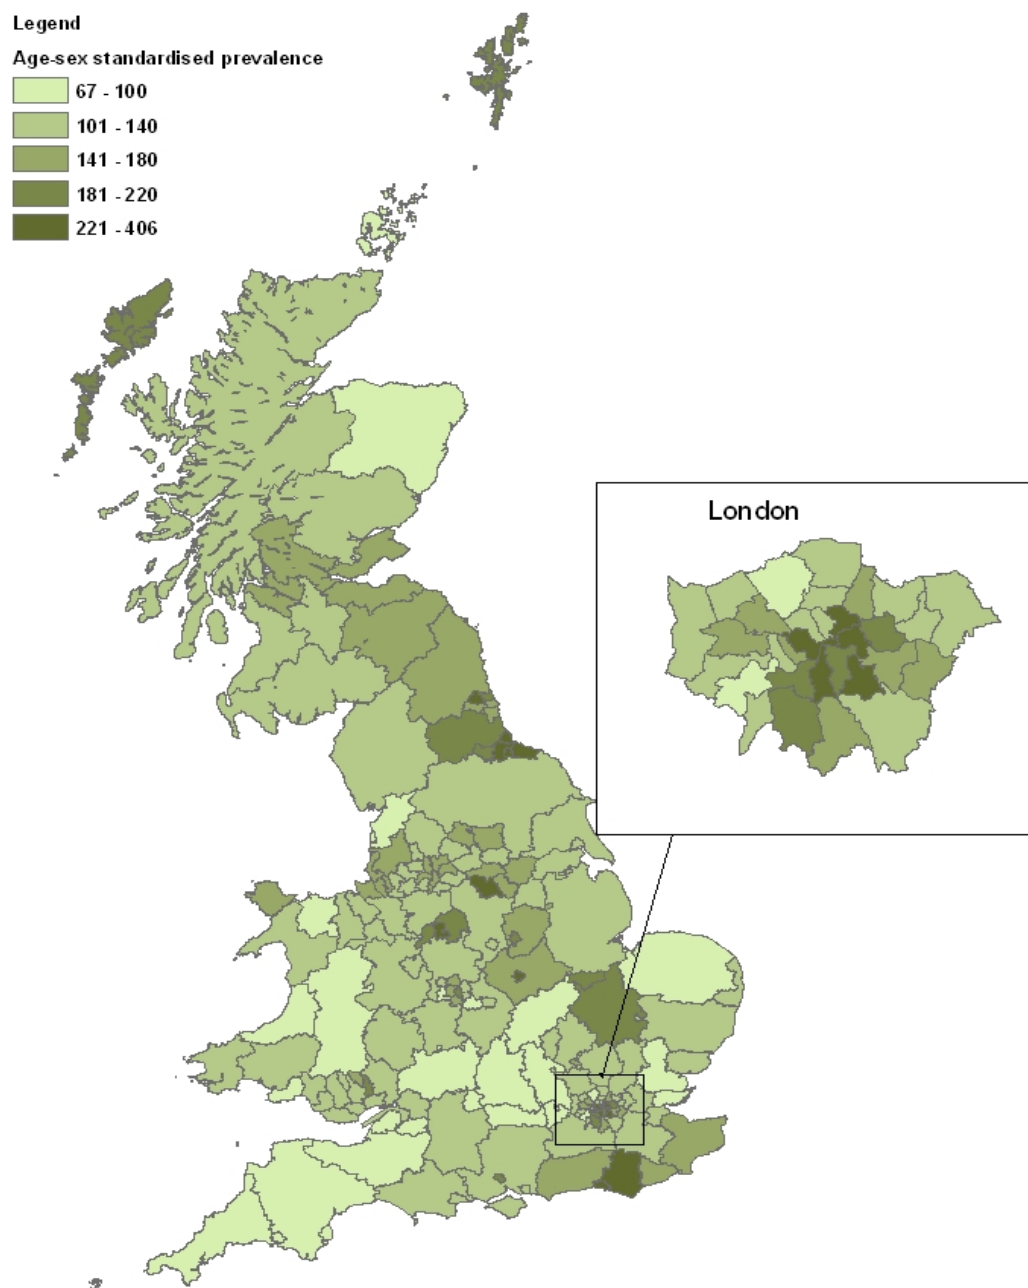 Legend
Age-sex standardised prevalence
67 - 100
101 - 140
141 - 180
181 - 220
221 - 406
London